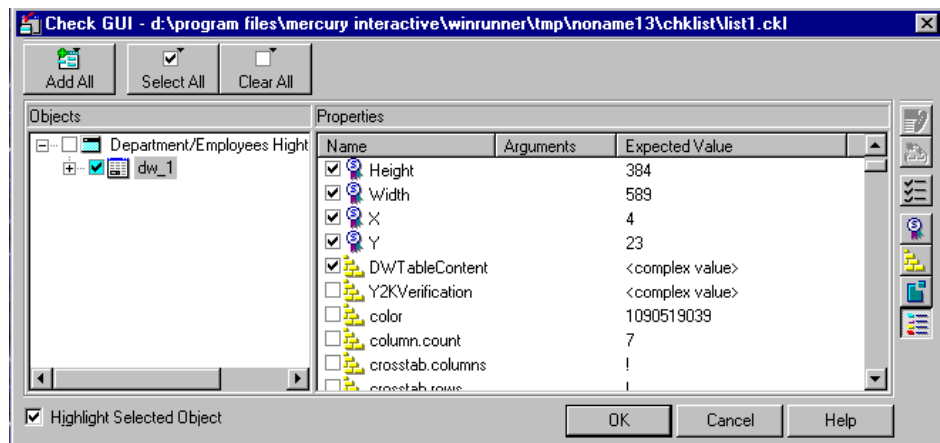 Check GUI - d:\program files\mercury interactive\winrunner\tmp\noname13\chklist\list1.ckl
Add All Select All Clear All
Objects Properties
Department/Employees Hight
dw_1
Name Arguments Expected Value
Height 384
Width 589
X 4
Y 23
DWTableContent <complex value>
Y2KVerification <complex value>
color 1090519039
column.count 7
crosstab.columns !
crosstab.rows !
Highlight Selected Object OK Cancel Help